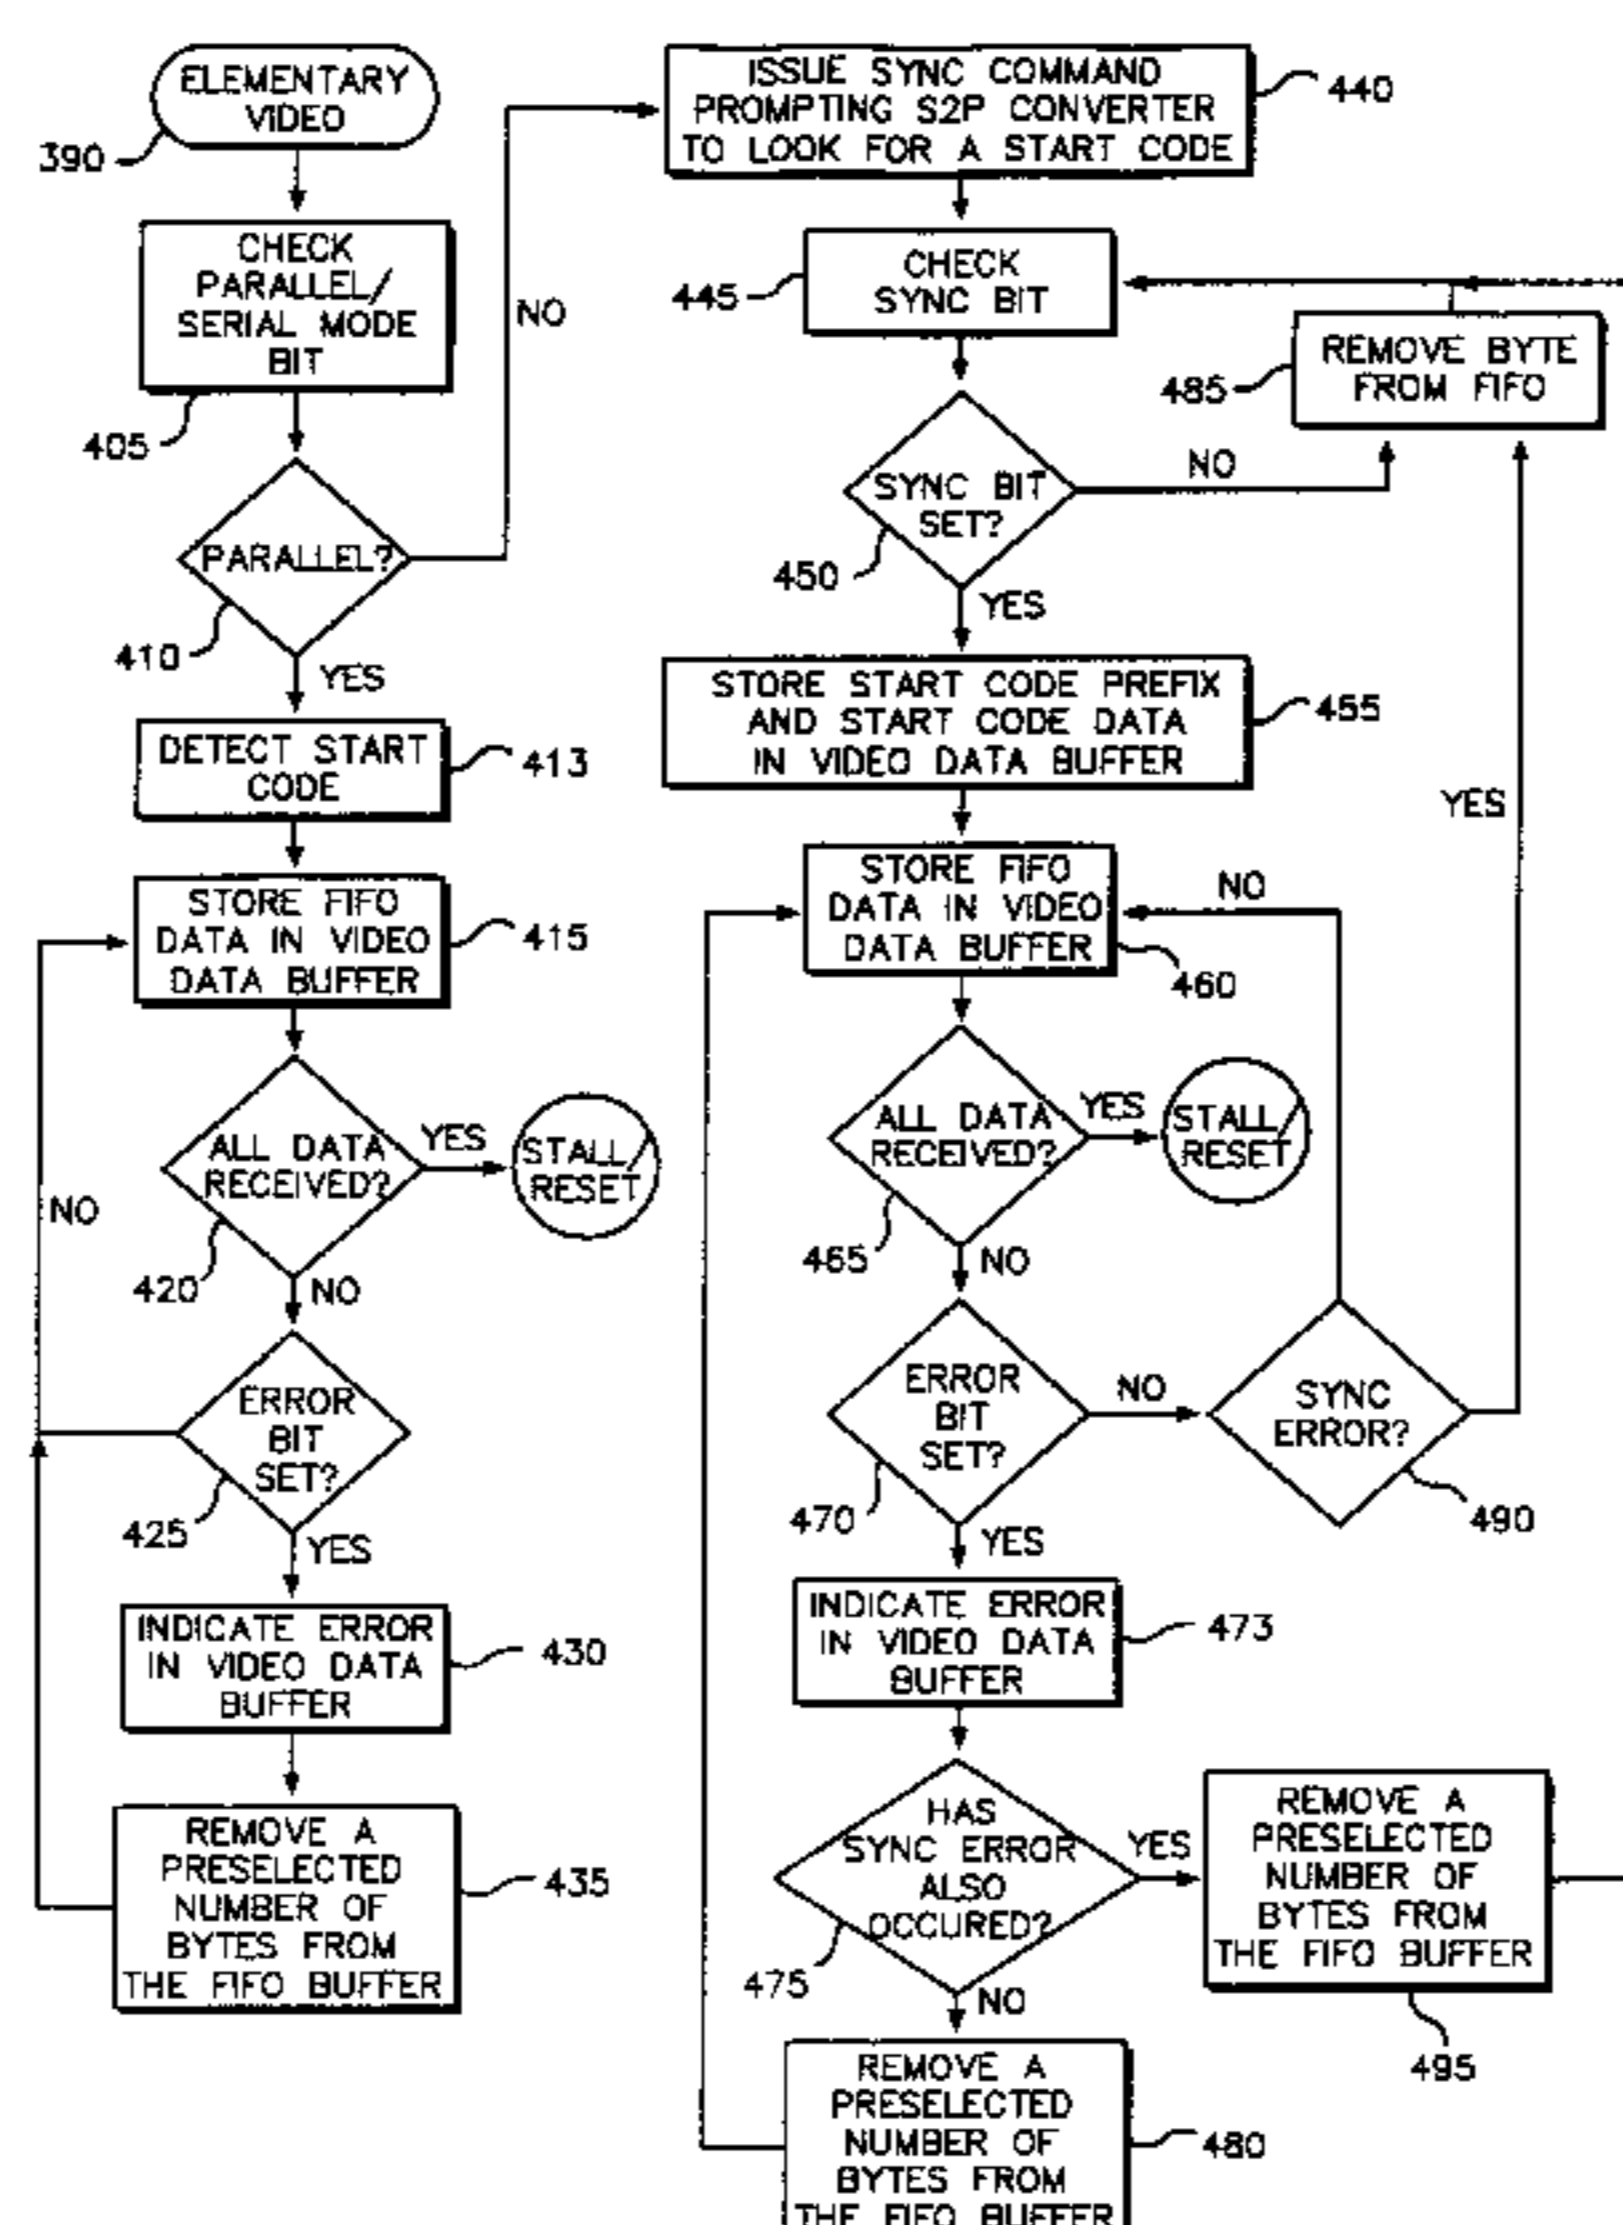 ELEMENTARY
VIDEO
390
CHECK
PARALLEL/
SERIAL MODE
BIT
405
PARALLEL?
410
NO
YES
DETECT START
CODE
413
STORE FIFO
DATA IN VIDEO
DATA BUFFER
415
ALL DATA
RECEIVED?
420
YES
STALL/
RESET
NO
NO
ERROR
BIT
SET?
425
YES
INDICATE ERROR
IN VIDEO DATA
BUFFER
430
REMOVE A
PRESELECTED
NUMBER OF
BYTES FROM
THE FIFO BUFFER
435
ISSUE SYNC COMMAND
PROMPTING S2P CONVERTER
TO LOOK FOR A START CODE
440
CHECK
SYNC BIT
445
REMOVE BYTE
FROM FIFO
485
SYNC BIT
SET?
450
NO
YES
STORE START CODE PREFIX
AND START CODE DATA
IN VIDEO DATA BUFFER
455
YES
STORE FIFO
DATA IN VIDEO
DATA BUFFER
460
NO
ALL DATA
RECEIVED?
465
YES
STALL/
RESET
NO
ERROR
BIT
SET?
470
NO
SYNC
ERROR?
490
YES
INDICATE ERROR
IN VIDEO DATA
BUFFER
473
HAS
SYNC ERROR
ALSO
OCCURED?
475
YES
REMOVE A
PRESELECTED
NUMBER OF
BYTES FROM
THE FIFO BUFFER
495
NO
REMOVE A
PRESELECTED
NUMBER OF
BYTES FROM
THE FIFO BUFFER
480